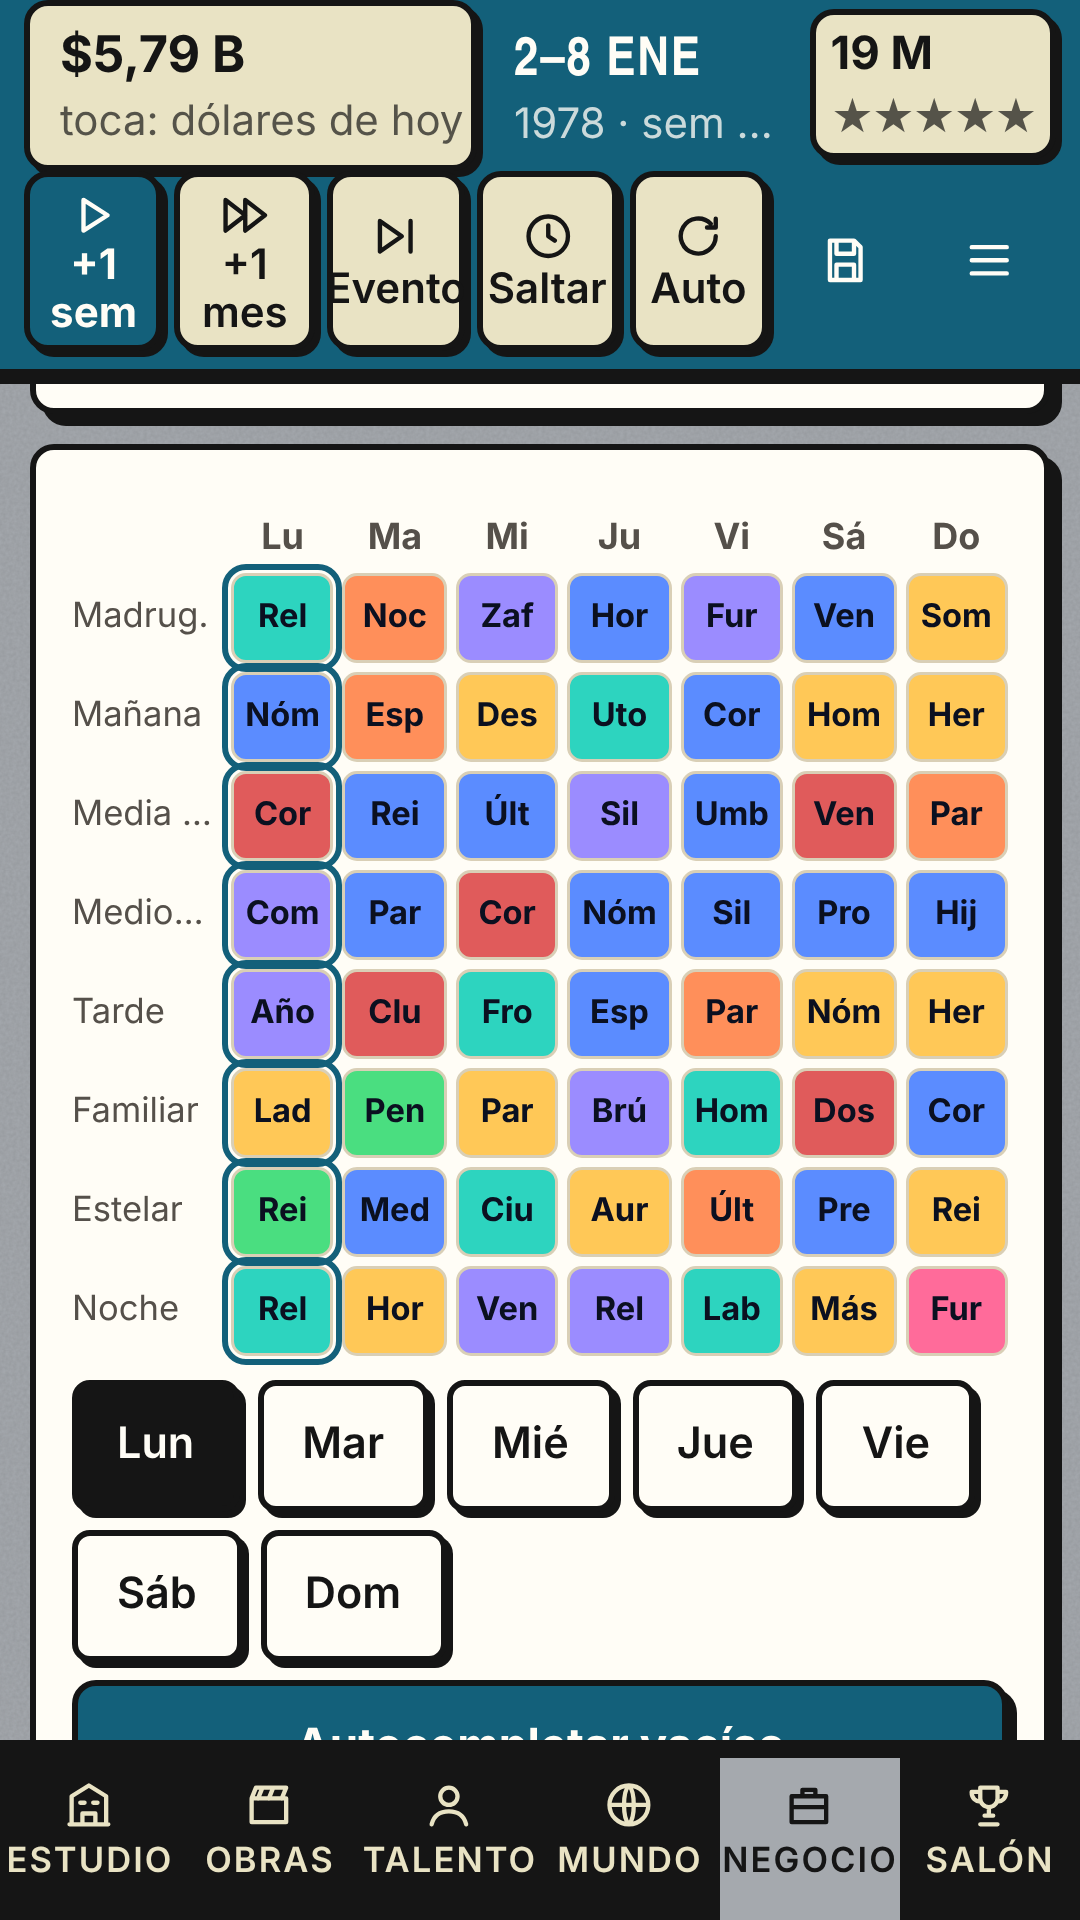 $5,79 B
toca: dólares de hoy
2–8 ENE
1978 · sem ...
19 M
★★★★★
+1 sem
+1 mes
Evento
Saltar
Auto
Lu Ma Mi Ju Vi Sá Do
Madrug. Rel Noc Zaf Hor Fur Ven Som
Mañana Nóm Esp Des Uto Cor Hom Her
Media ... Cor Rei Últ Sil Umb Ven Par
Medio... Com Par Cor Nóm Sil Pro Hij
Tarde Año Clu Fro Esp Par Nóm Her
Familiar Lad Pen Par Brú Hom Dos Cor
Estelar Rei Med Ciu Aur Últ Pre Rei
Noche Rel Hor Ven Rel Lab Más Fur
Lun Mar Mié Jue Vie
Sáb Dom
Autocompletar vacíos
ESTUDIO OBRAS TALENTO MUNDO NEGOCIO SALÓN